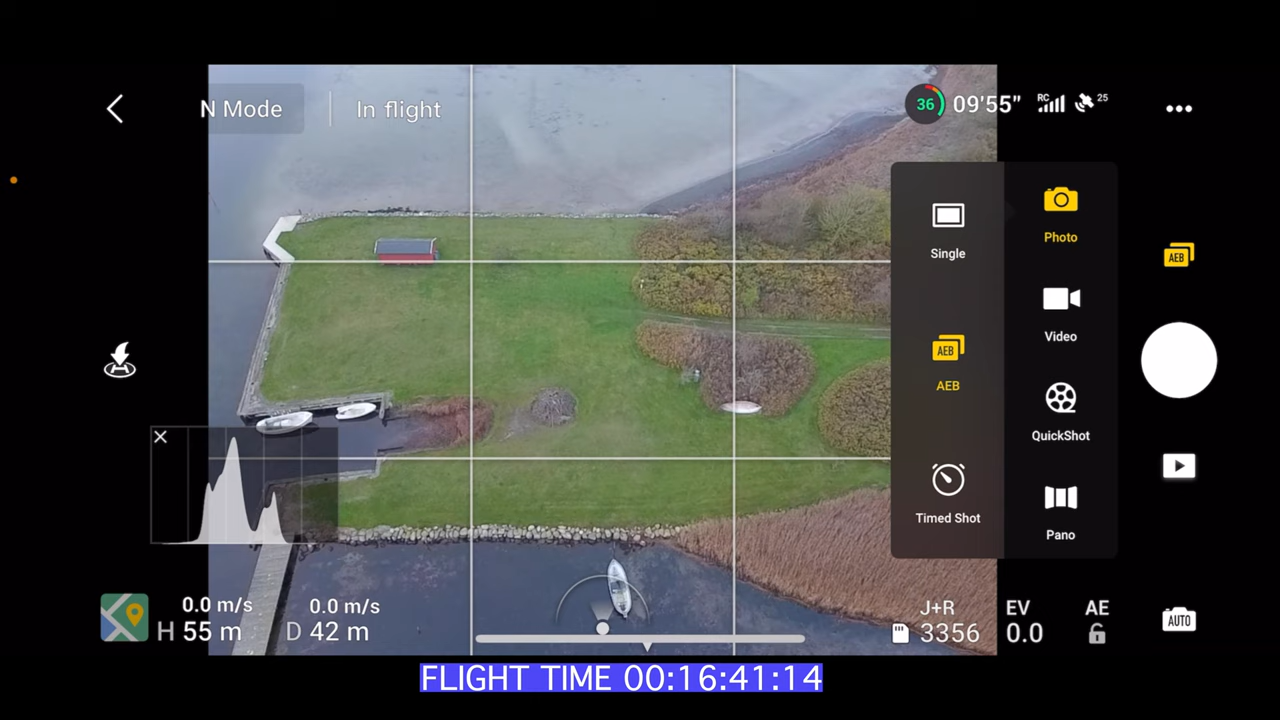 N Mode
In flight
36
09'55"
RC
25
Single
Photo
AEB
Video
AEB
AEB
QuickShot
Timed Shot
Pano
0.0 m/s
0.0 m/s
H 55 m
D 42 m
J+R
3356
EV
0.0
AE
AUTO
FLIGHT TIME 00:16:41:14